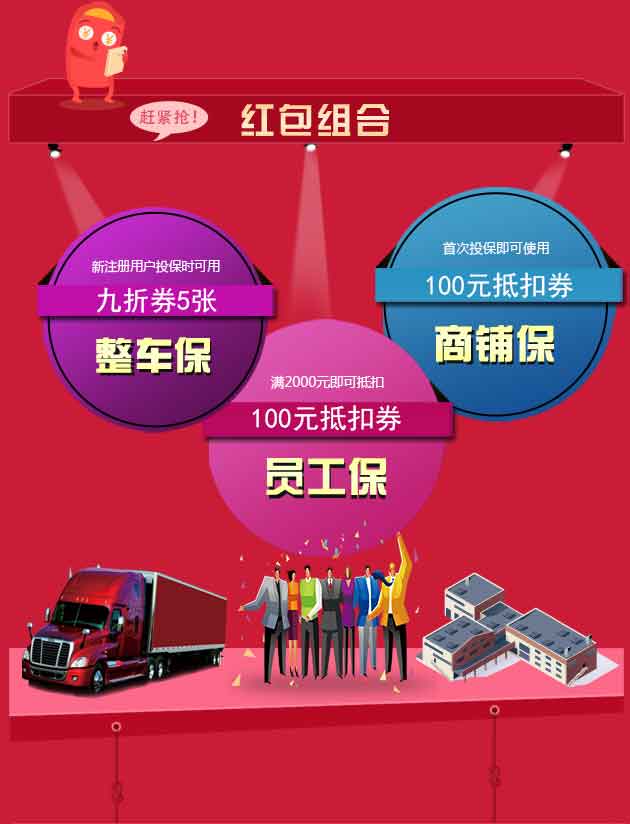 赶紧抢！
红包组合
新注册用户投保时可用
九折券5张
整车保
首次投保即可使用
100元抵扣券
商铺保
满2000元即可抵扣
100元抵扣券
员工保